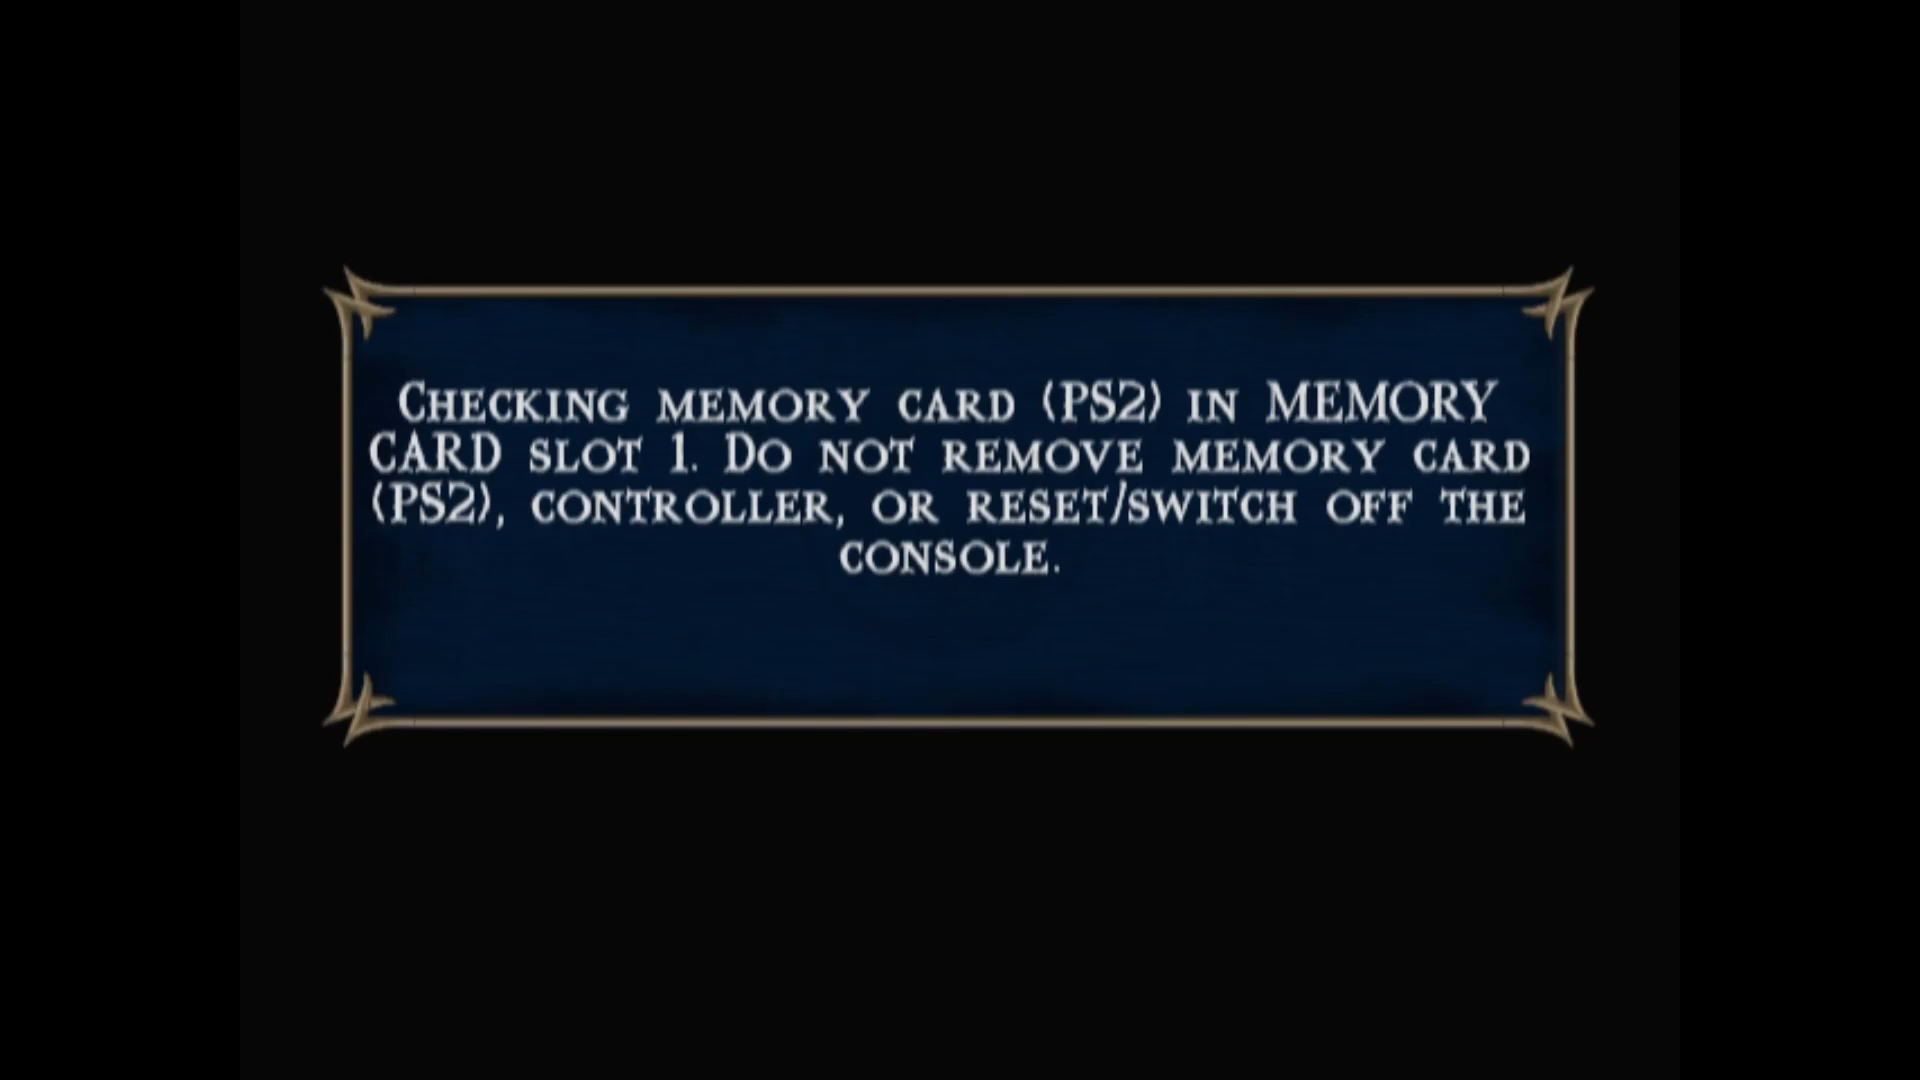 Checking memory card (PS2) in MEMORY
CARD slot 1. Do not remove memory card
(PS2), controller, or reset/switch off the
console.